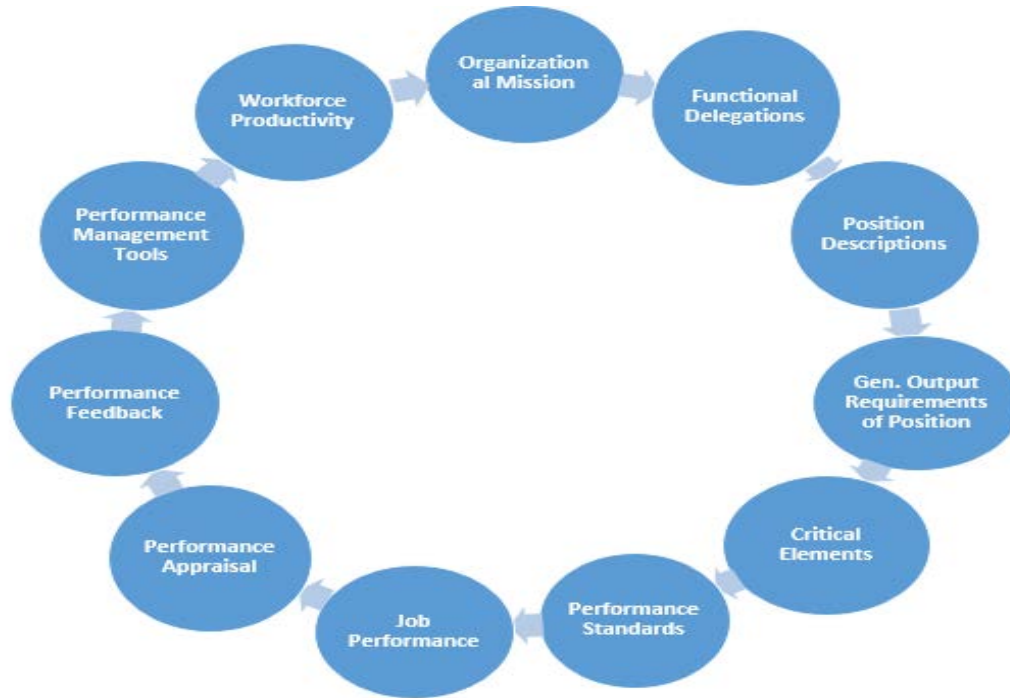 Organization
al Mission
Functional
Delegations
Position
Descriptions
Gen. Output
Requirements
of Position
Critical
Elements
Performance
Standards
Job
Performance
Performance
Appraisal
Performance
Feedback
Performance
Management
Tools
Workforce
Productivity